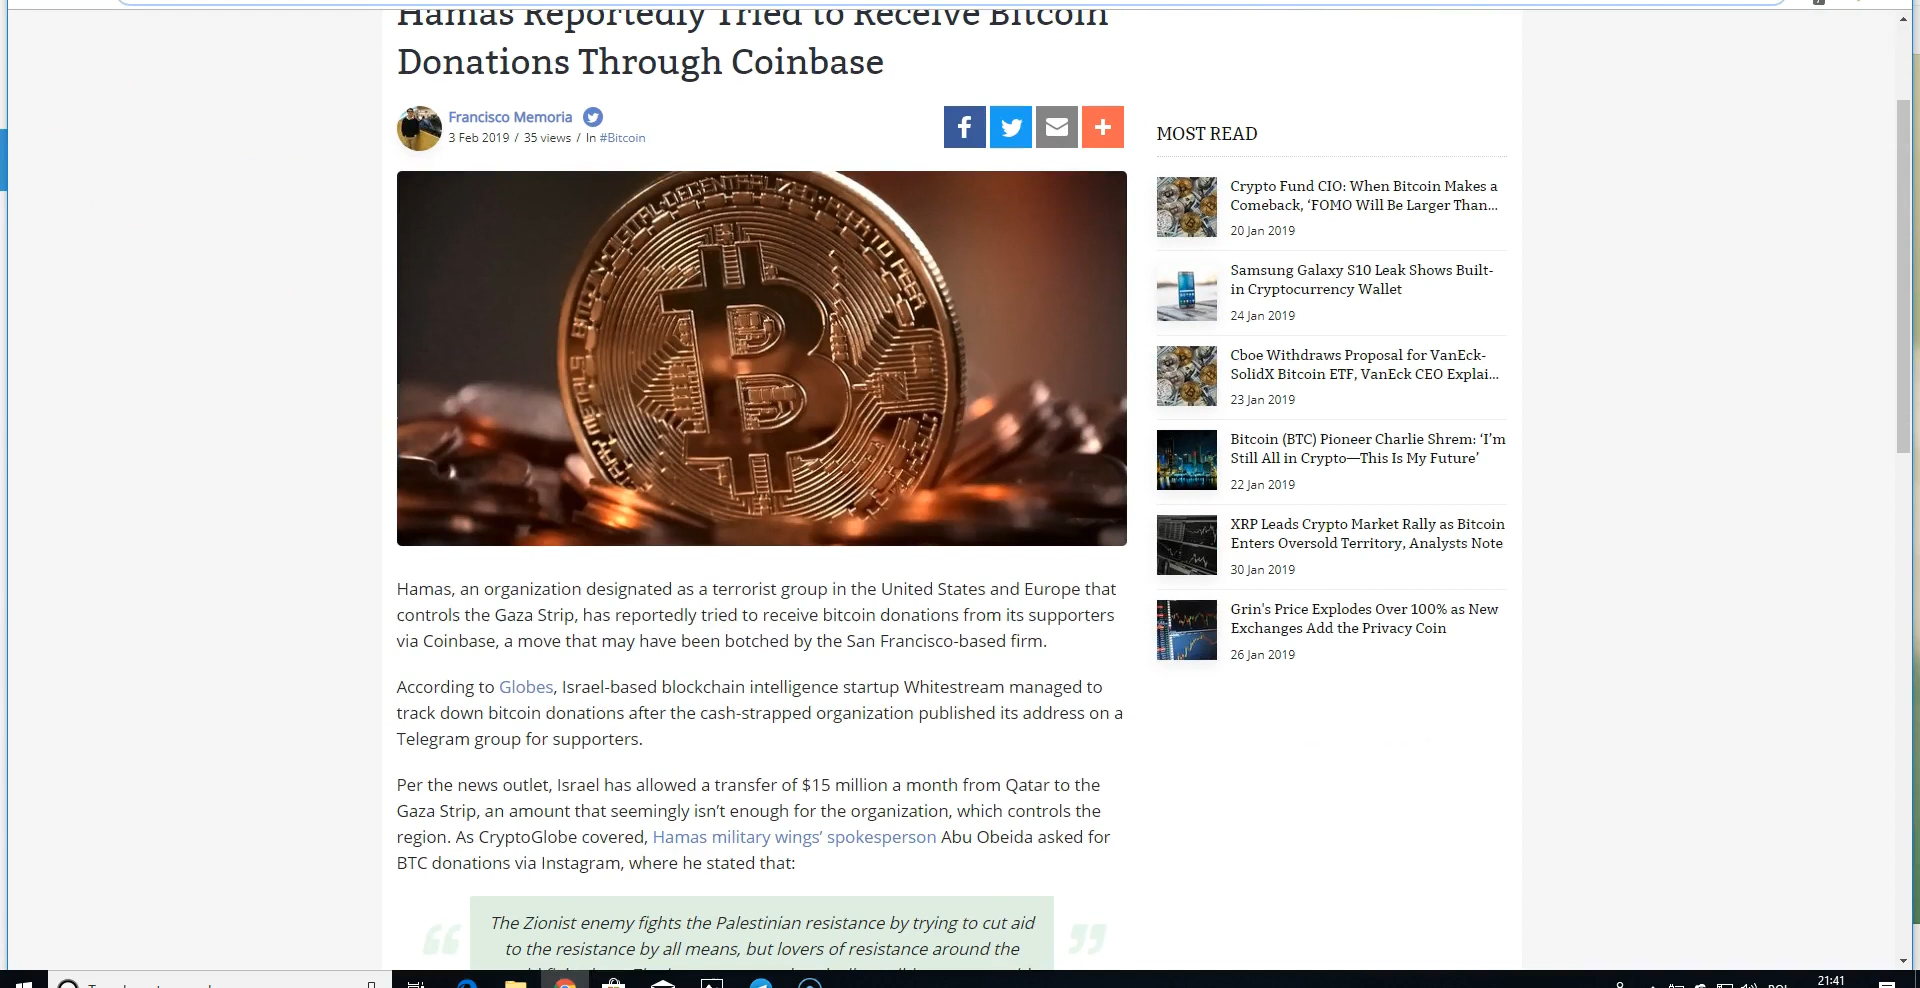 Hamas Reportedly Tried to Receive Bitcoin
Donations Through Coinbase
Francisco Memoria
3 Feb 2019 / 35 views / In #Bitcoin
Hamas, an organization designated as a terrorist group in the United States and Europe that
controls the Gaza Strip, has reportedly tried to receive bitcoin donations from its supporters
via Coinbase, a move that may have been botched by the San Francisco-based firm.
According to Globes, Israel-based blockchain intelligence startup Whitestream managed to
track down bitcoin donations after the cash-strapped organization published its address on a
Telegram group for supporters.
Per the news outlet, Israel has allowed a transfer of $15 million a month from Qatar to the
Gaza Strip, an amount that seemingly isn’t enough for the organization, which controls the
region. As CryptoGlobe covered, Hamas military wings’ spokesperson Abu Obeida asked for
BTC donations via Instagram, where he stated that:
The Zionist enemy fights the Palestinian resistance by trying to cut aid
to the resistance by all means, but lovers of resistance around the
MOST READ
Crypto Fund CIO: When Bitcoin Makes a
Comeback, ‘FOMO Will Be Larger Than...
20 Jan 2019
Samsung Galaxy S10 Leak Shows Built-
in Cryptocurrency Wallet
24 Jan 2019
Cboe Withdraws Proposal for VanEck-
SolidX Bitcoin ETF, VanEck CEO Explai...
23 Jan 2019
Bitcoin (BTC) Pioneer Charlie Shrem: ‘I’m
Still All in Crypto—This Is My Future’
22 Jan 2019
XRP Leads Crypto Market Rally as Bitcoin
Enters Oversold Territory, Analysts Note
30 Jan 2019
Grin's Price Explodes Over 100% as New
Exchanges Add the Privacy Coin
26 Jan 2019
21:41